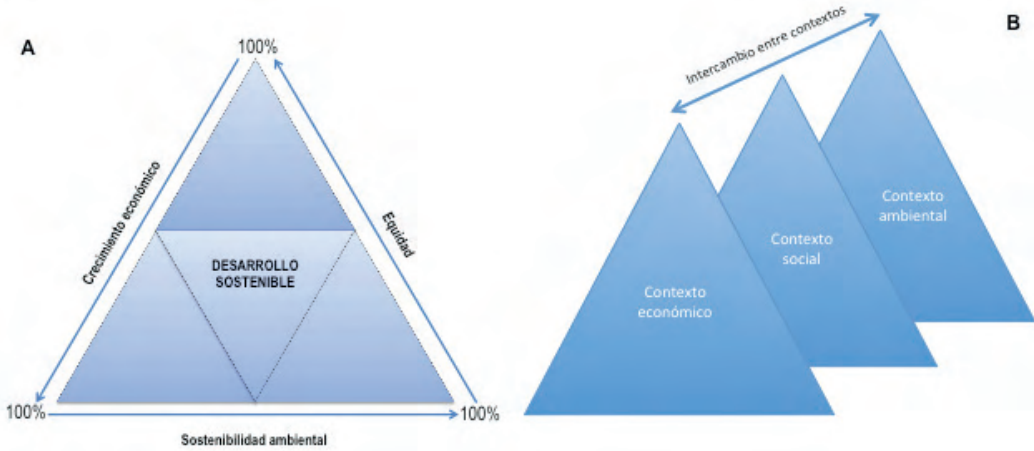 A
100%
Crecimiento económico
Equidad
DESARROLLO
SOSTENIBLE
100%
100%
Sostenibilidad ambiental
B
Intercambio entre contextos
Contexto
ambiental
Contexto
social
Contexto
económico